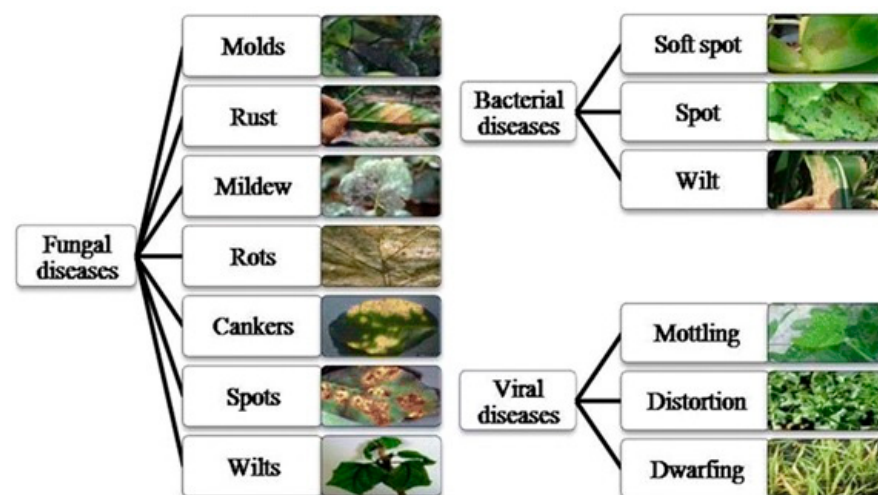 Fungal
diseases
Molds
Rust
Mildew
Rots
Cankers
Spots
Wilts
Bacterial
diseases
Soft spot
Spot
Wilt
Viral
diseases
Mottling
Distortion
Dwarfing